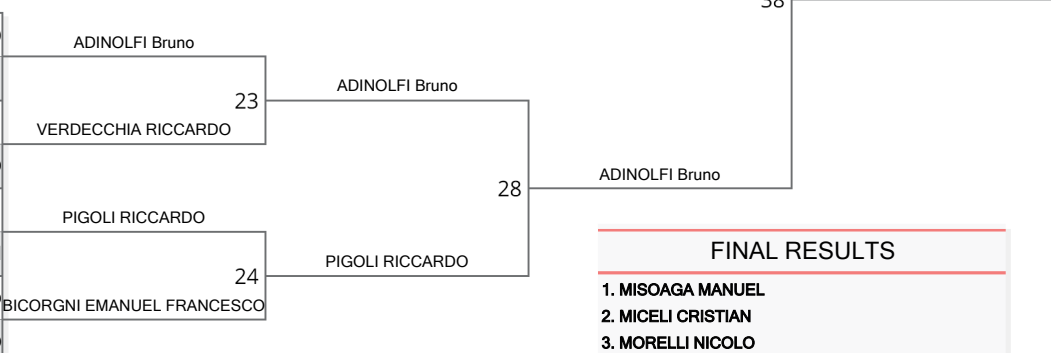 38
ADINOLFI Bruno
ADINOLFI Bruno
23
VERDECCHIA RICCARDO
ADINOLFI Bruno
28
PIGOLI RICCARDO
FINAL RESULTS
PIGOLI RICCARDO
24
1. MISOAGA MANUEL
BICORGNI EMANUEL FRANCESCO
2. MICELI CRISTIAN
3. MORELLI NICOLO